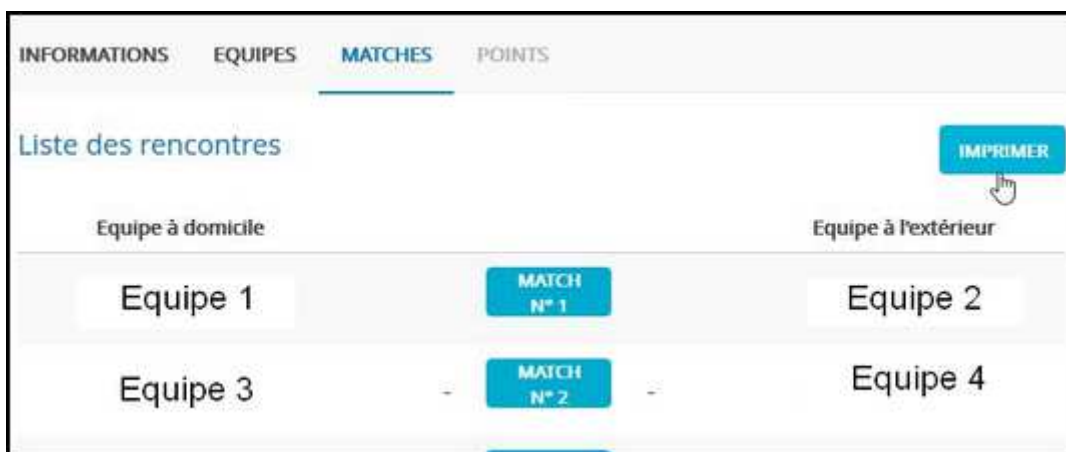 INFORMATIONS EQUIPES MATCHES POINTS
Liste des rencontres IMPRIMER
Equipe à domicile Equipe à l'extérieur
Equipe 1 MATCH N° 1 Equipe 2
Equipe 3 - MATCH N° 2 - Equipe 4